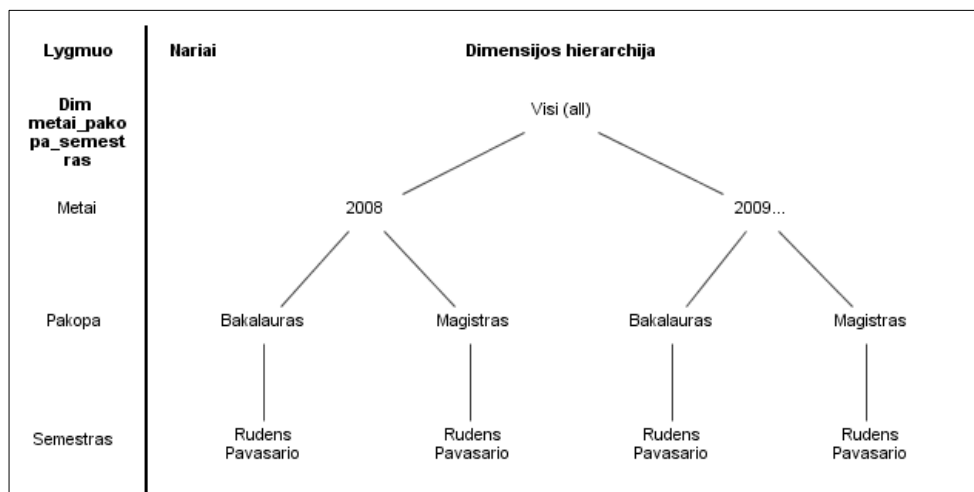 Lygmuo Nariai Dimensijos hierarchija
Dim
metai_pako
pa_semest
ras
Visi (all)
Metai 2008 2009...
Pakopa Bakalauras Magistras Bakalauras Magistras
Semestras
Rudens Rudens Rudens Rudens
Pavasario Pavasario Pavasario Pavasario